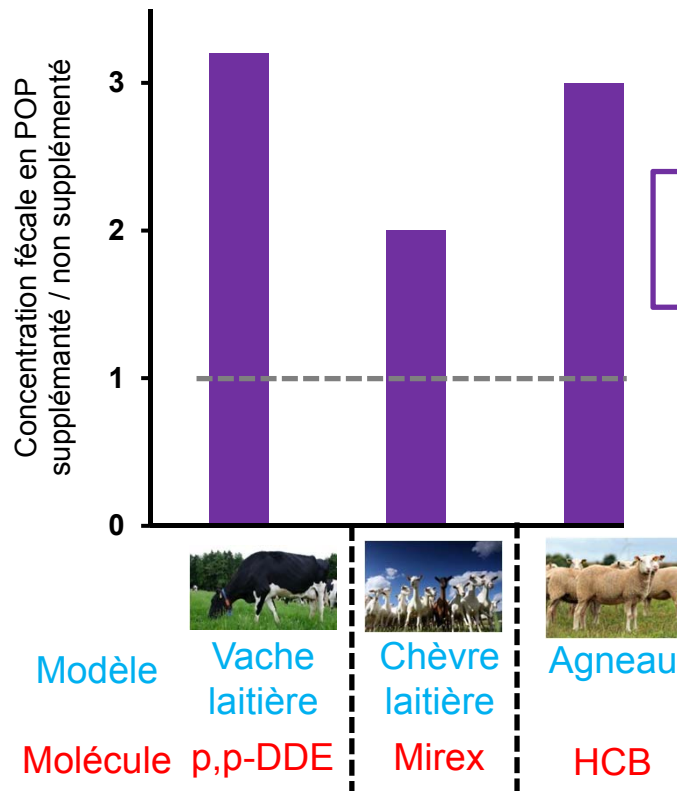 Concentration fécale en POP
supplémanté / non supplémenté
3
2
1
0
Modèle
Vache
laitière
Chèvre
laitière
Agneau
Molécule
p,p-DDE
Mirex
HCB